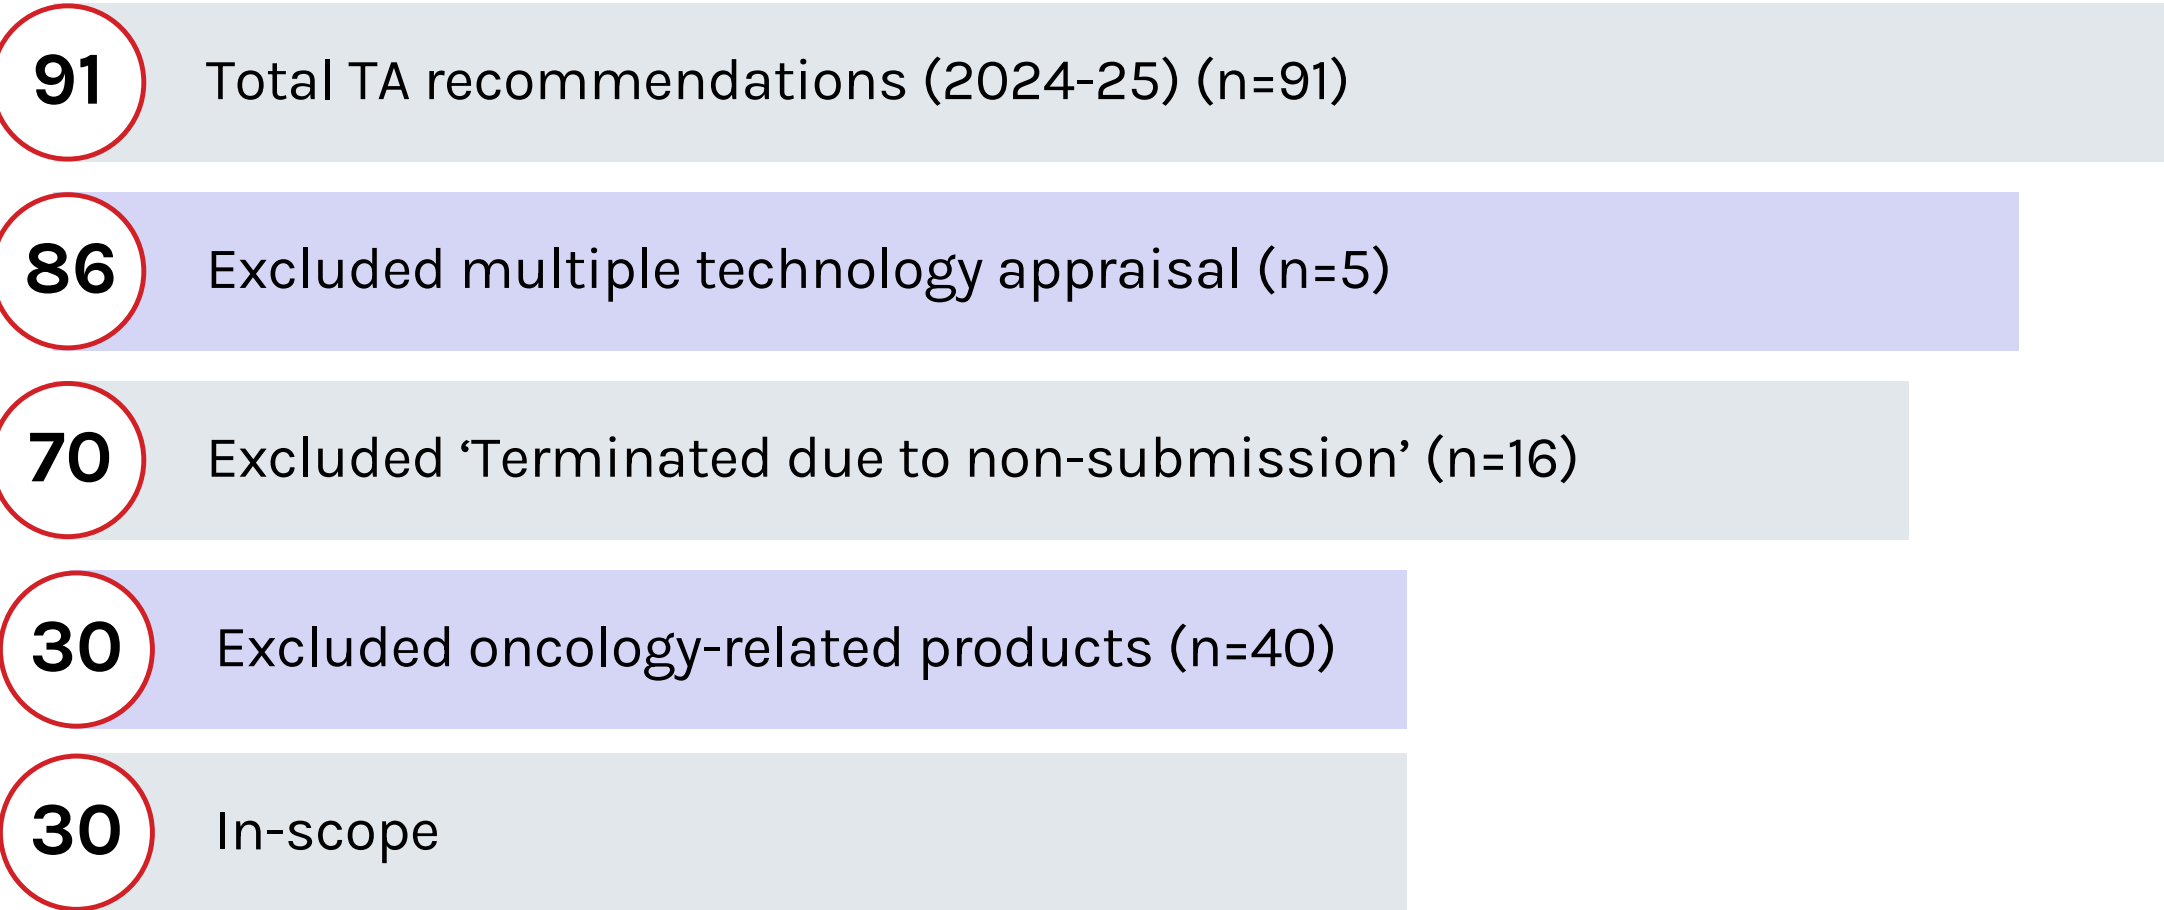 91 Total TA recommendations (2024-25) (n=91)
86 Excluded multiple technology appraisal (n=5)
70 Excluded ‘Terminated due to non-submission’ (n=16)
30 Excluded oncology-related products (n=40)
30 In-scope